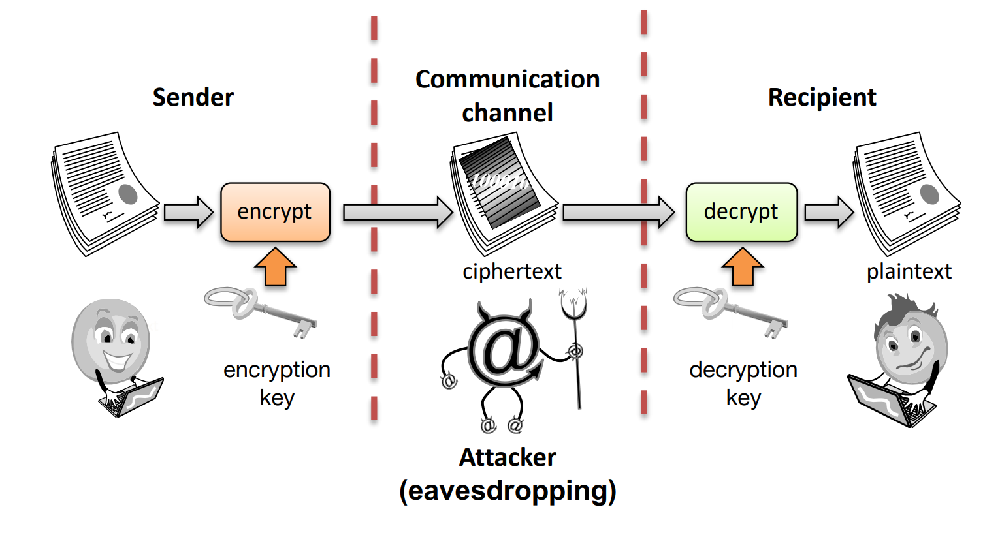 Sender
Communication
channel
Recipient
encrypt
decrypt
ciphertext
plaintext
encryption
key
decryption
key
@
@
@
@
@
Attacker
(eavesdropping)